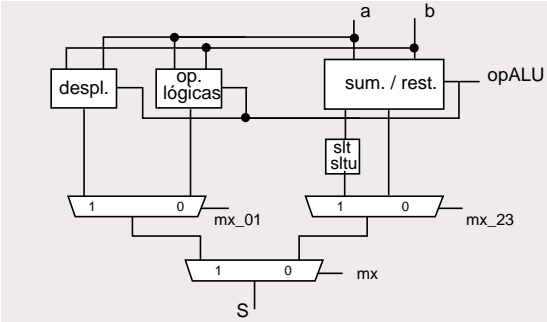 a
b
despl.
op.
lógicas
sum. / rest.
opALU
slt
sltu
1
0
mx_01
1
0
mx_23
1
0
mx
S